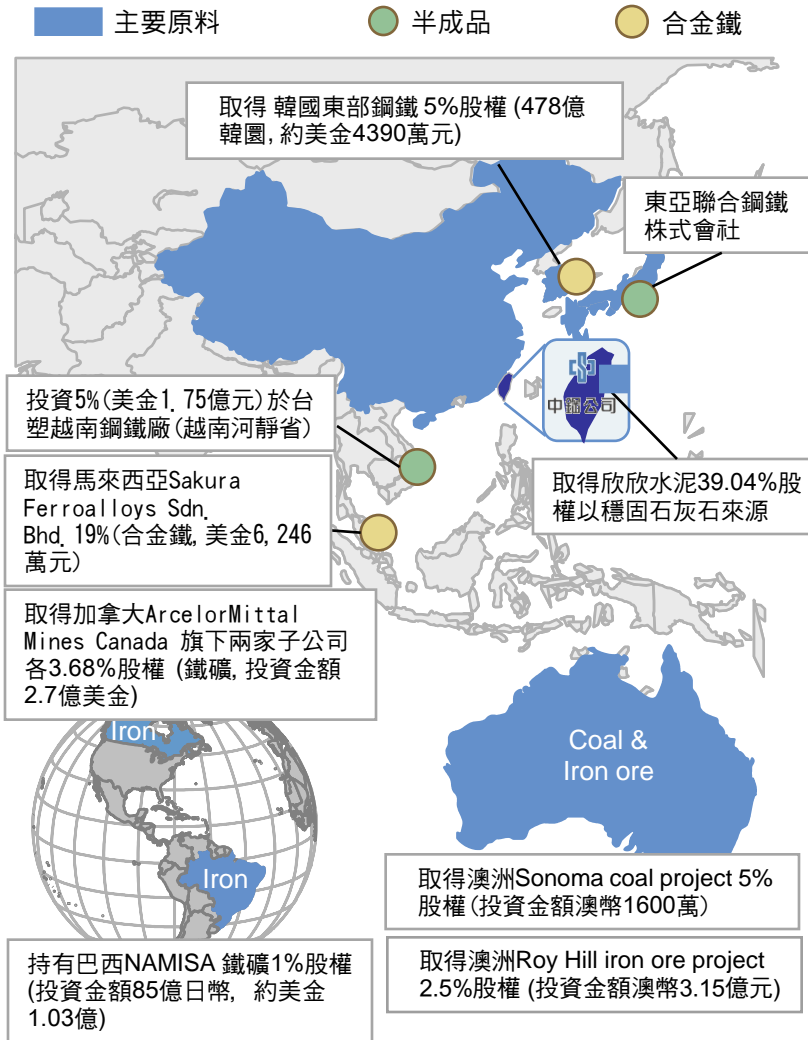 主要原料
半成品
合金鐵
取得 韓國東部鋼鐵 5%股權 (478億
韓圜, 約美金4390萬元)
東亞聯合鋼鐵
株式會社
中鋼公司
投資5%(美金1.75億元)於台
塑越南鋼鐵廠(越南河靜省)
取得欣欣水泥39.04%股
權以穩固石灰石來源
取得馬來西亞Sakura
Ferroalloys Sdn.
Bhd. 19%(合金鐵, 美金6,246
萬元)
取得加拿大ArcelorMittal
Mines Canada 旗下兩家子公司
各3.68%股權 (鐵礦, 投資金額
2.7億美金)
Iron
Coal &
Iron ore
Iron
取得澳洲Sonoma coal project 5%
股權 (投資金額澳幣1600萬)
持有巴西NAMISA 鐵礦1%股權
(投資金額85億日幣, 約美金
1.03億)
取得澳洲Roy Hill iron ore project
2.5%股權 (投資金額澳幣3.15億元)